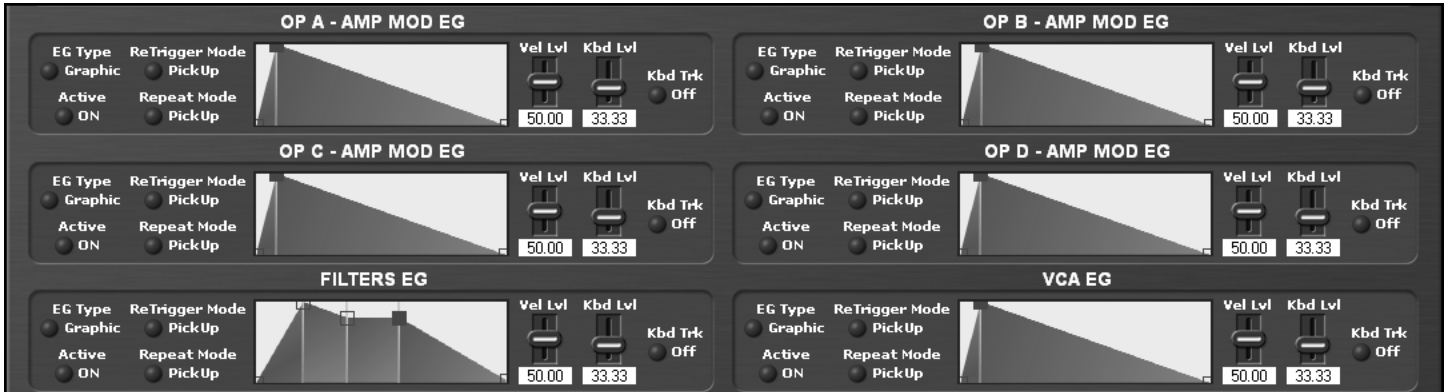 OP A - AMP MOD EG
EG Type ReTrigger Mode Vel Lvl Kbd Lvl
Graphic PickUp Kbd Trk
Active Repeat Mode Off
ON PickUp 50.00 33.33
OP B - AMP MOD EG
EG Type ReTrigger Mode Vel Lvl Kbd Lvl
Graphic PickUp Kbd Trk
Active Repeat Mode Off
ON PickUp 50.00 33.33
OP C - AMP MOD EG
EG Type ReTrigger Mode Vel Lvl Kbd Lvl
Graphic PickUp Kbd Trk
Active Repeat Mode Off
ON PickUp 50.00 33.33
OP D - AMP MOD EG
EG Type ReTrigger Mode Vel Lvl Kbd Lvl
Graphic PickUp Kbd Trk
Active Repeat Mode Off
ON PickUp 50.00 33.33
FILTERS EG
EG Type ReTrigger Mode Vel Lvl Kbd Lvl
Graphic PickUp Kbd Trk
Active Repeat Mode Off
ON PickUp 50.00 33.33
VCA EG
EG Type ReTrigger Mode Vel Lvl Kbd Lvl
Graphic PickUp Kbd Trk
Active Repeat Mode Off
ON PickUp 50.00 33.33